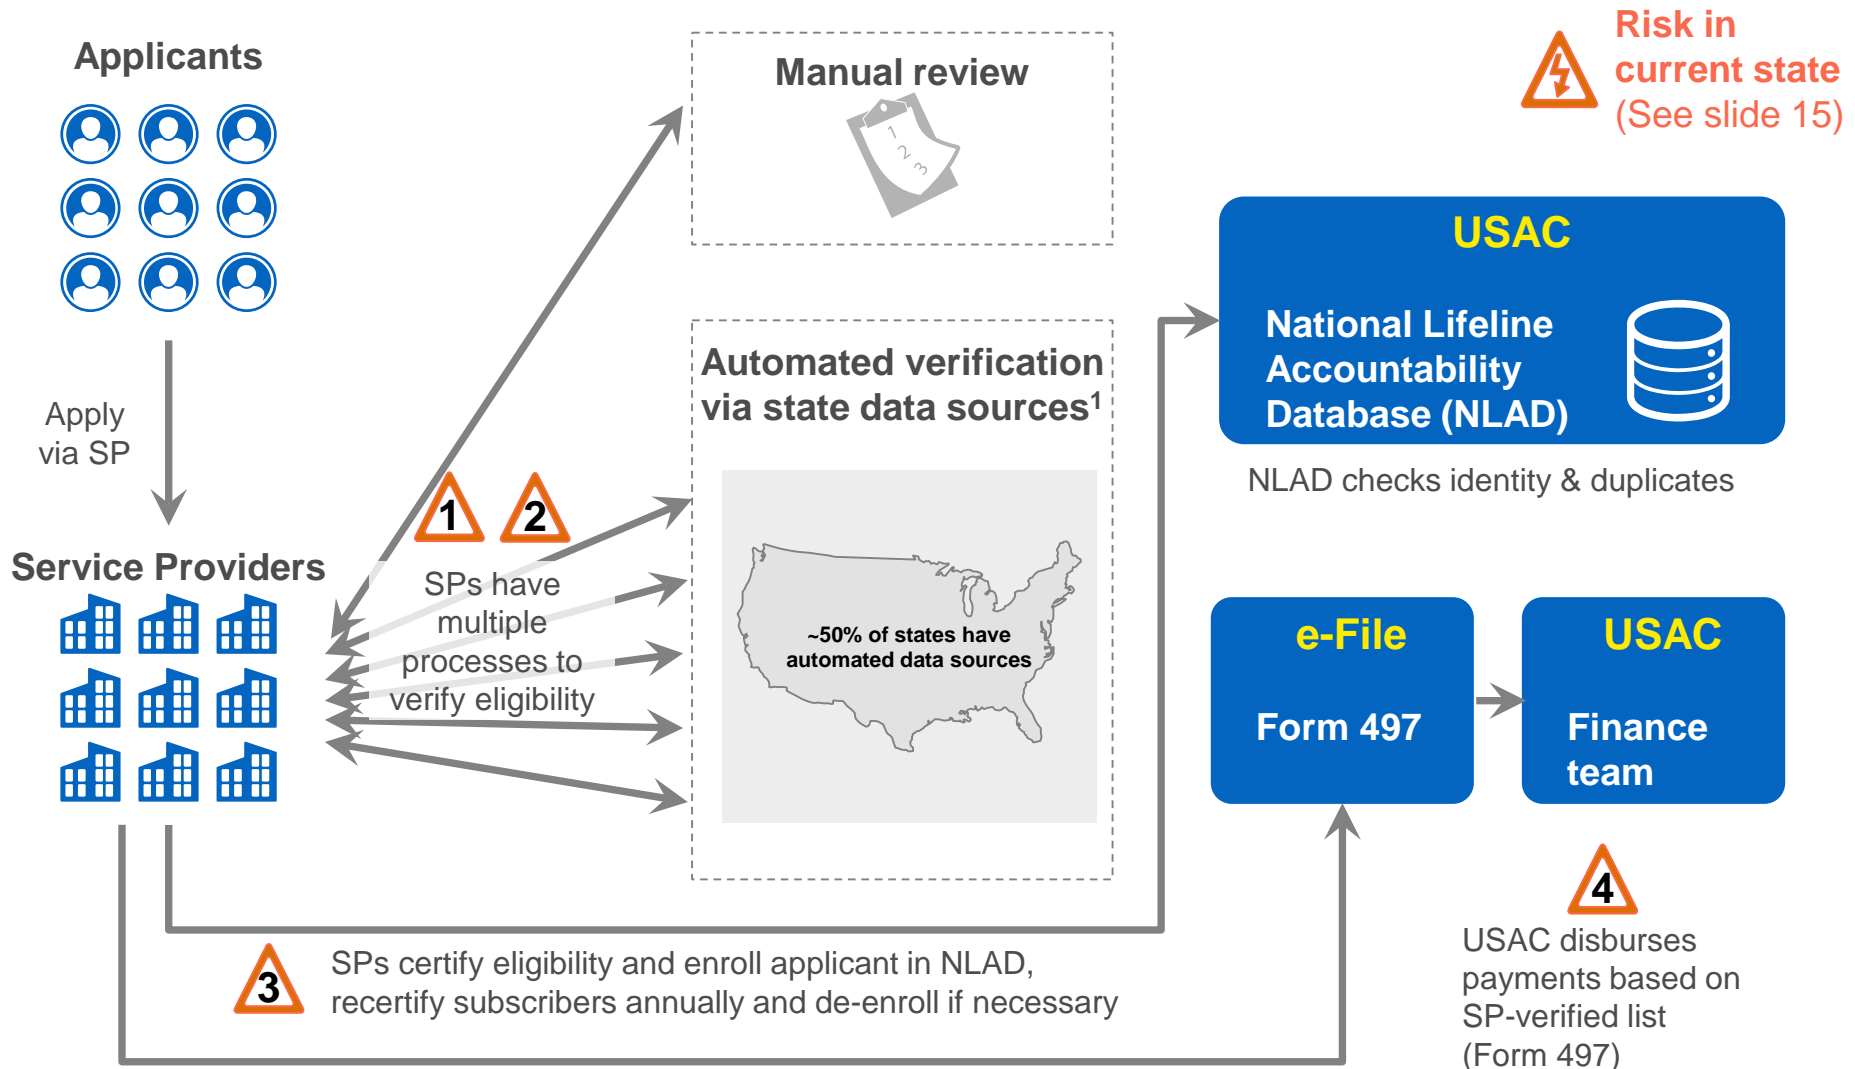 Applicants
Apply
via SP
Service Providers
Manual review
1
2
3
Automated verification
via state data sources¹
~50% of states have
automated data sources
1
2
SPs have
multiple
processes to
verify eligibility
Risk in
current state
(See slide 15)
USAC
National Lifeline
Accountability
Database (NLAD)
NLAD checks identity & duplicates
e-File
Form 497
USAC
Finance
team
3
SPs certify eligibility and enroll applicant in NLAD,
recertify subscribers annually and de-enroll if necessary
4
USAC disburses
payments based on
SP-verified list
(Form 497)